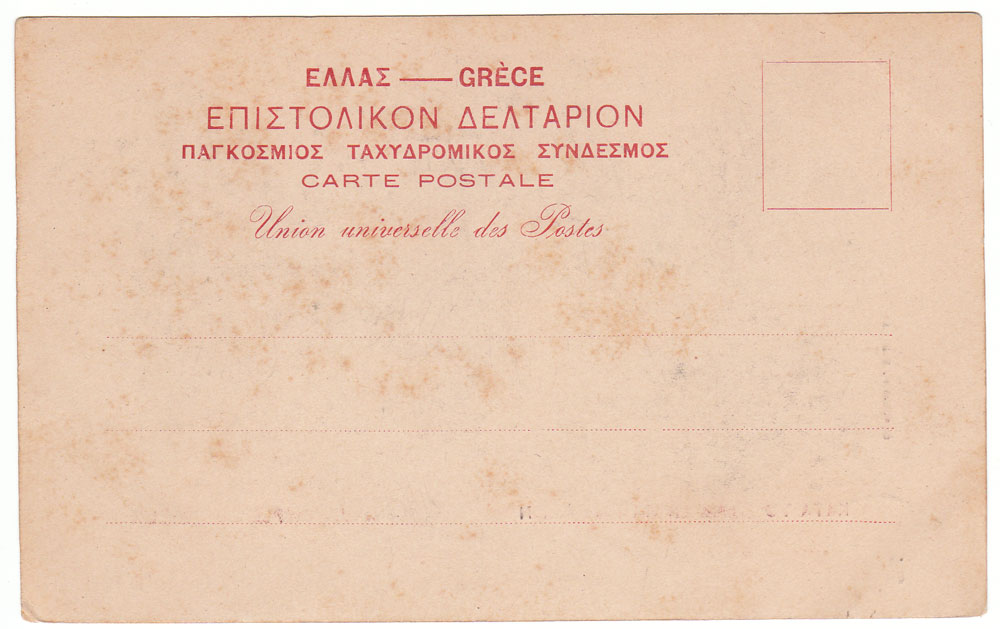 ΕΛΛΑΣ — GRÈCE
ΕΠΙΣΤΟΛΙΚΟΝ ΔΕΛΤΑΡΙΟΝ
ΠΑΓΚΟΣΜΙΟΣ ΤΑΧΥΔΡΟΜΙΚΟΣ ΣΥΝΔΕΣΜΟΣ
CARTE POSTALE
Union universelle des Postes